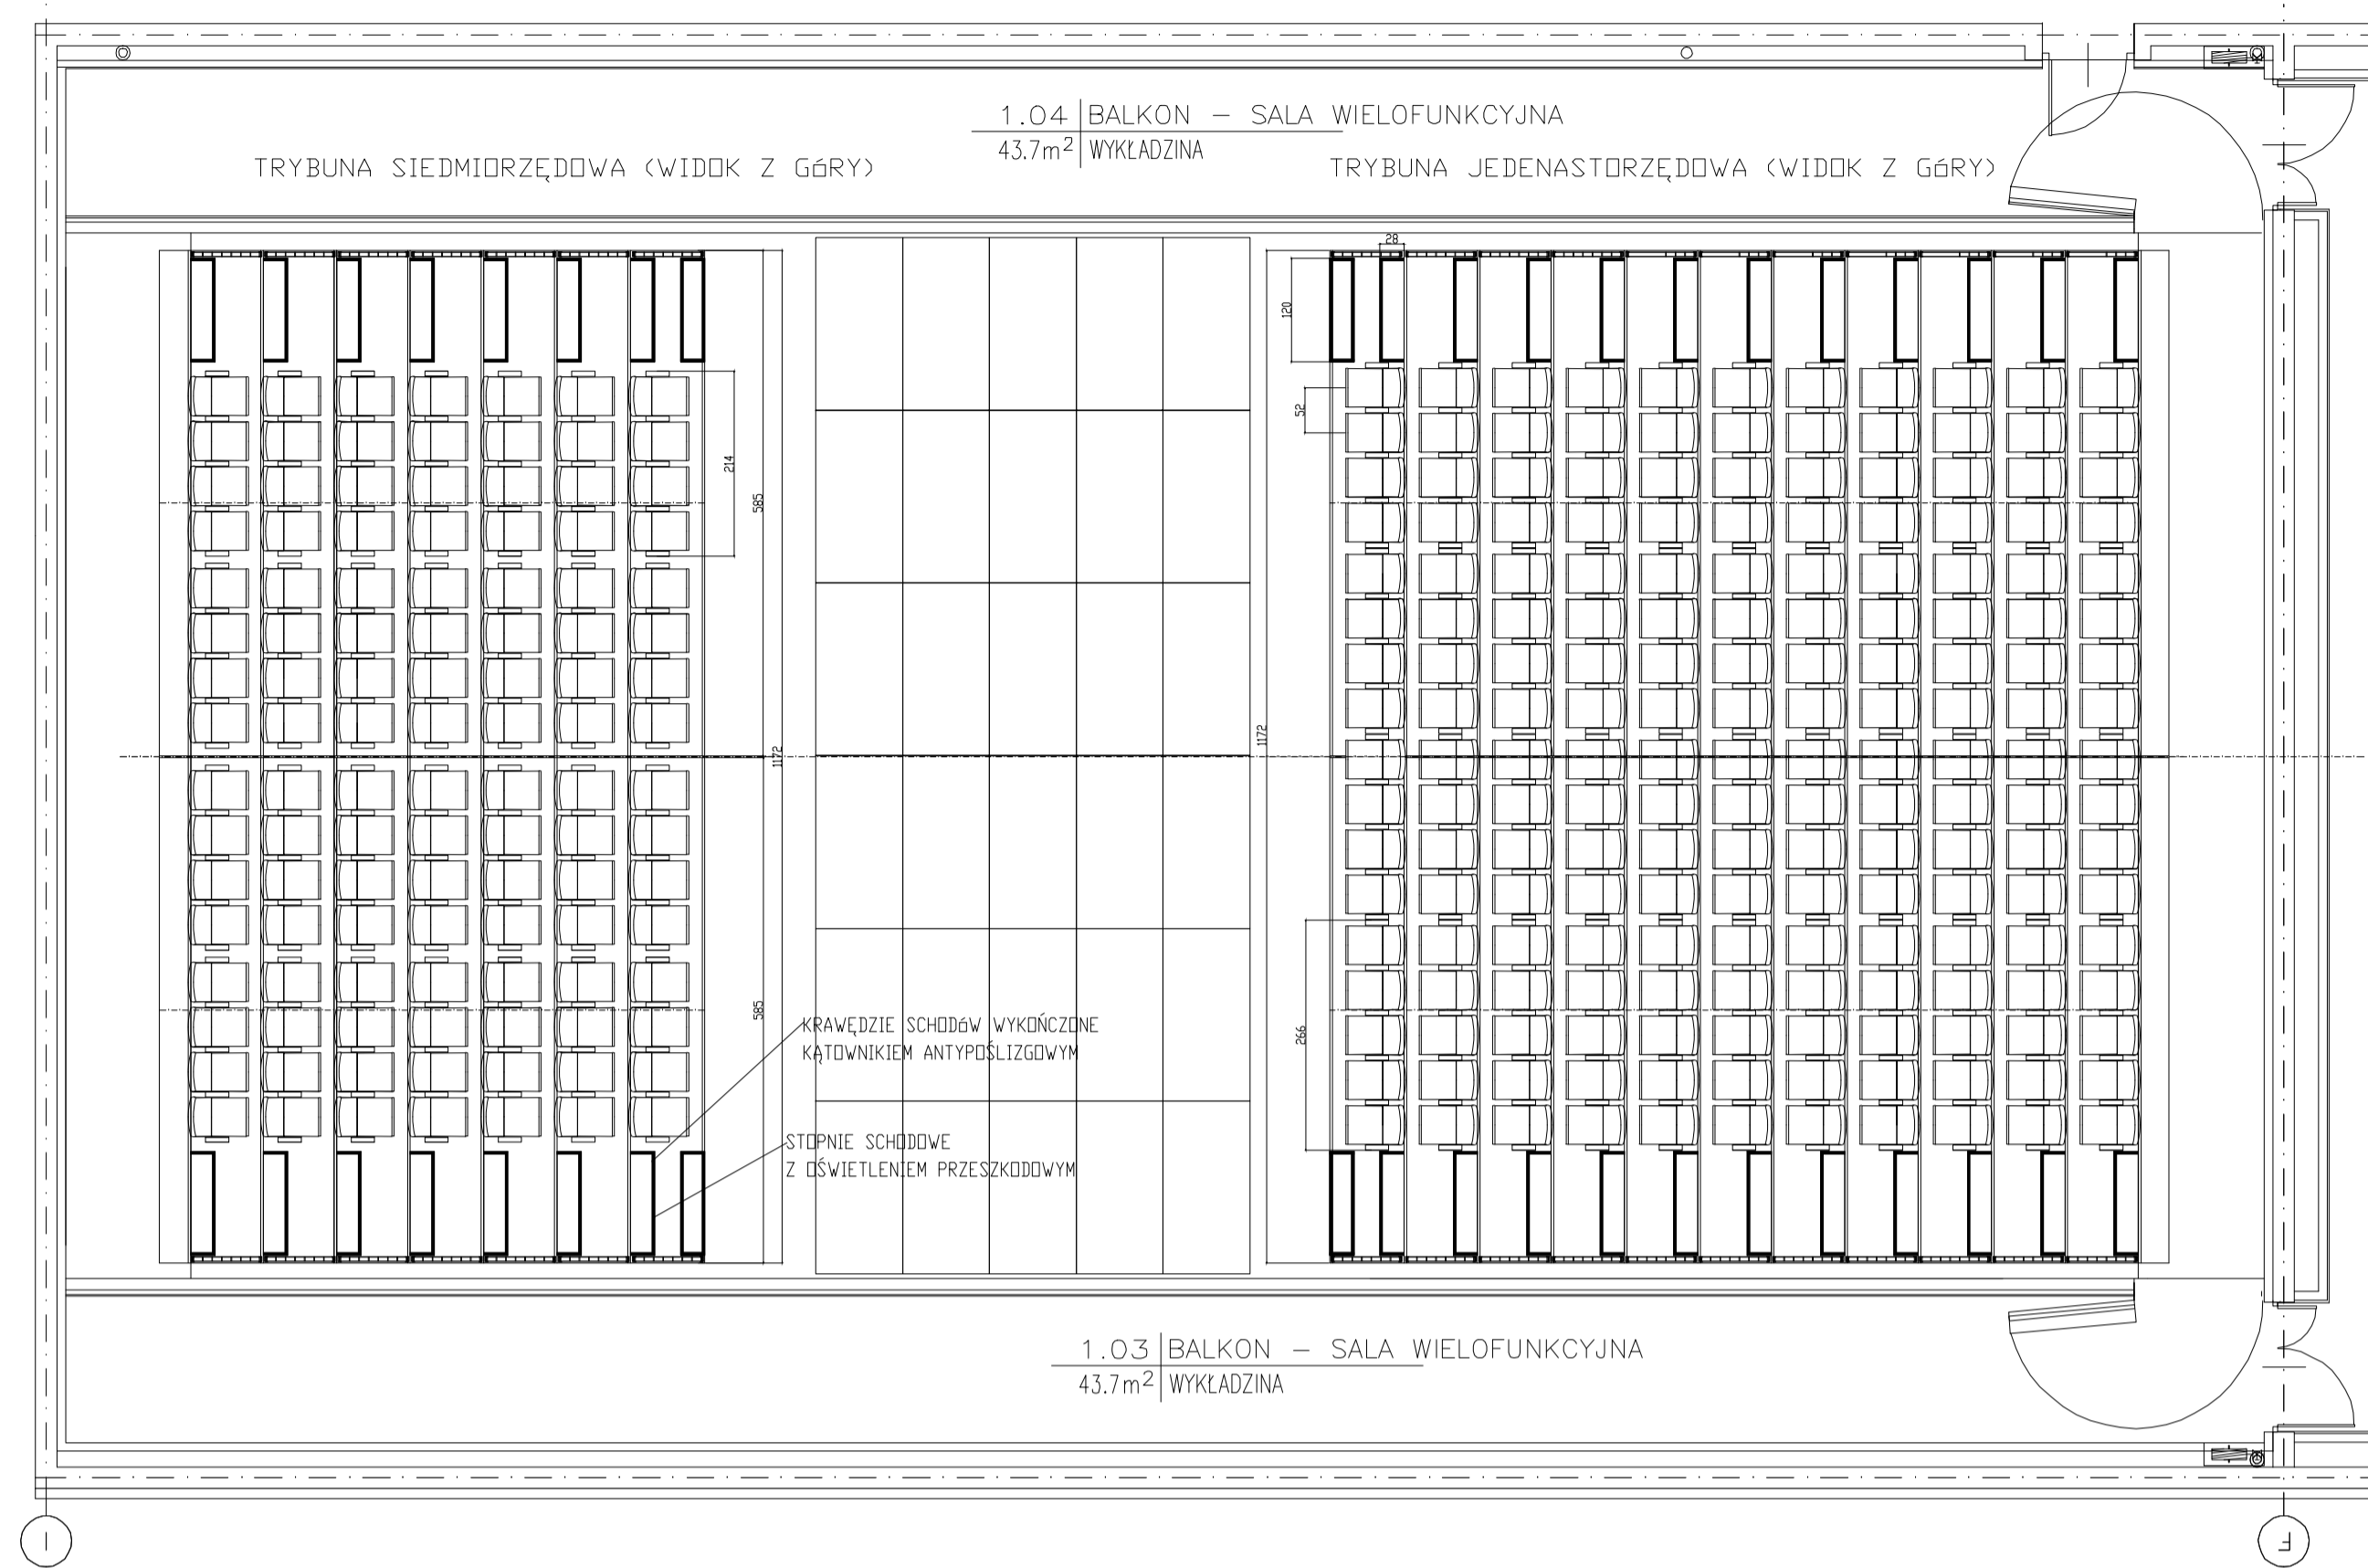 1.04 BALKON – SALA WIELOFUNKCYJNA
43.7m² WYKŁADZINA
TRYBUNA SIEDMIORZĘDOWA (WIDOK Z GÓRY)
TRYBUNA JEDENASTORZĘDOWA (WIDOK Z GÓRY)
28
120
52
214
585
1172
1172
585
266
KRAWĘDZIE SCHODÓW WYKOŃCZONE
KĄTOWNIKIEM ANTYPOŚLIZGOWYM
STOPNIE SCHODOWE
Z OŚWIETLENIEM PRZESZKODOWYM
1.03 BALKON – SALA WIELOFUNKCYJNA
43.7m² WYKŁADZINA
F